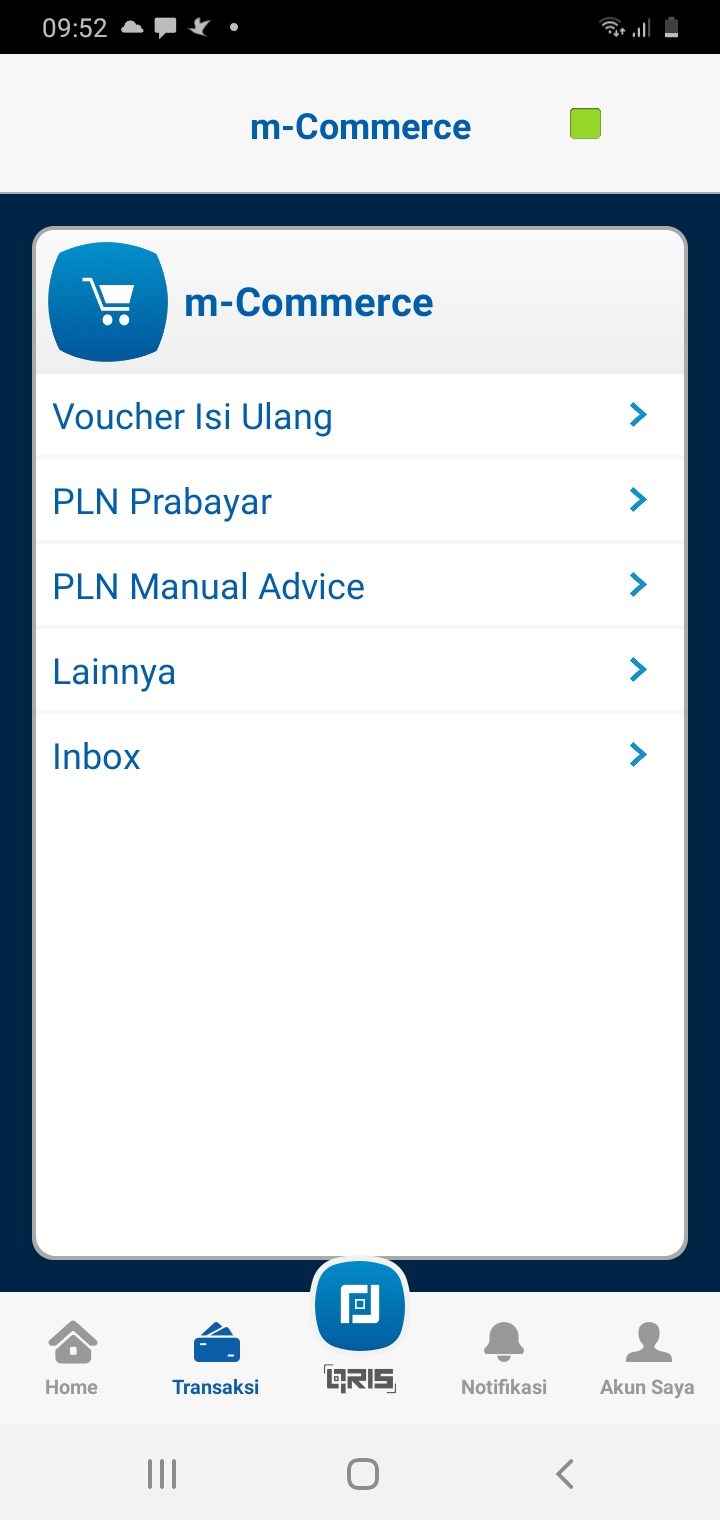 09:52
m-Commerce
m-Commerce
Voucher Isi Ulang
PLN Prabayar
PLN Manual Advice
Lainnya
Inbox
Home
Transaksi
QRIS
Notifikasi
Akun Saya